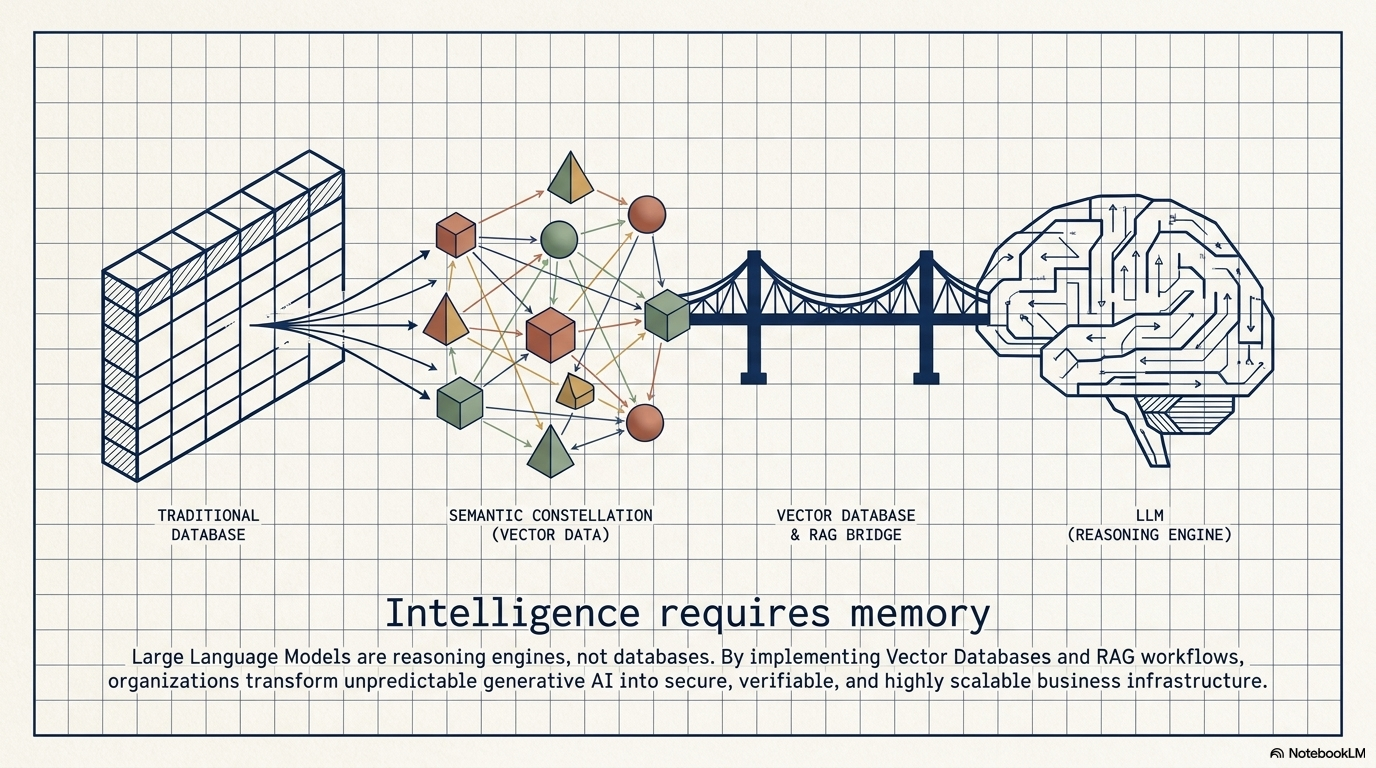 TRADITIONAL
DATABASE
SEMANTIC CONSTELLATION
(VECTOR DATA)
VECTOR DATABASE
& RAG BRIDGE
LLM
(REASONING ENGINE)
Intelligence requires memory
Large Language Models are reasoning engines, not databases. By implementing Vector Databases and RAG workflows,
organizations transform unpredictable generative AI into secure, verifiable, and highly scalable business infrastructure.
NotebookLM